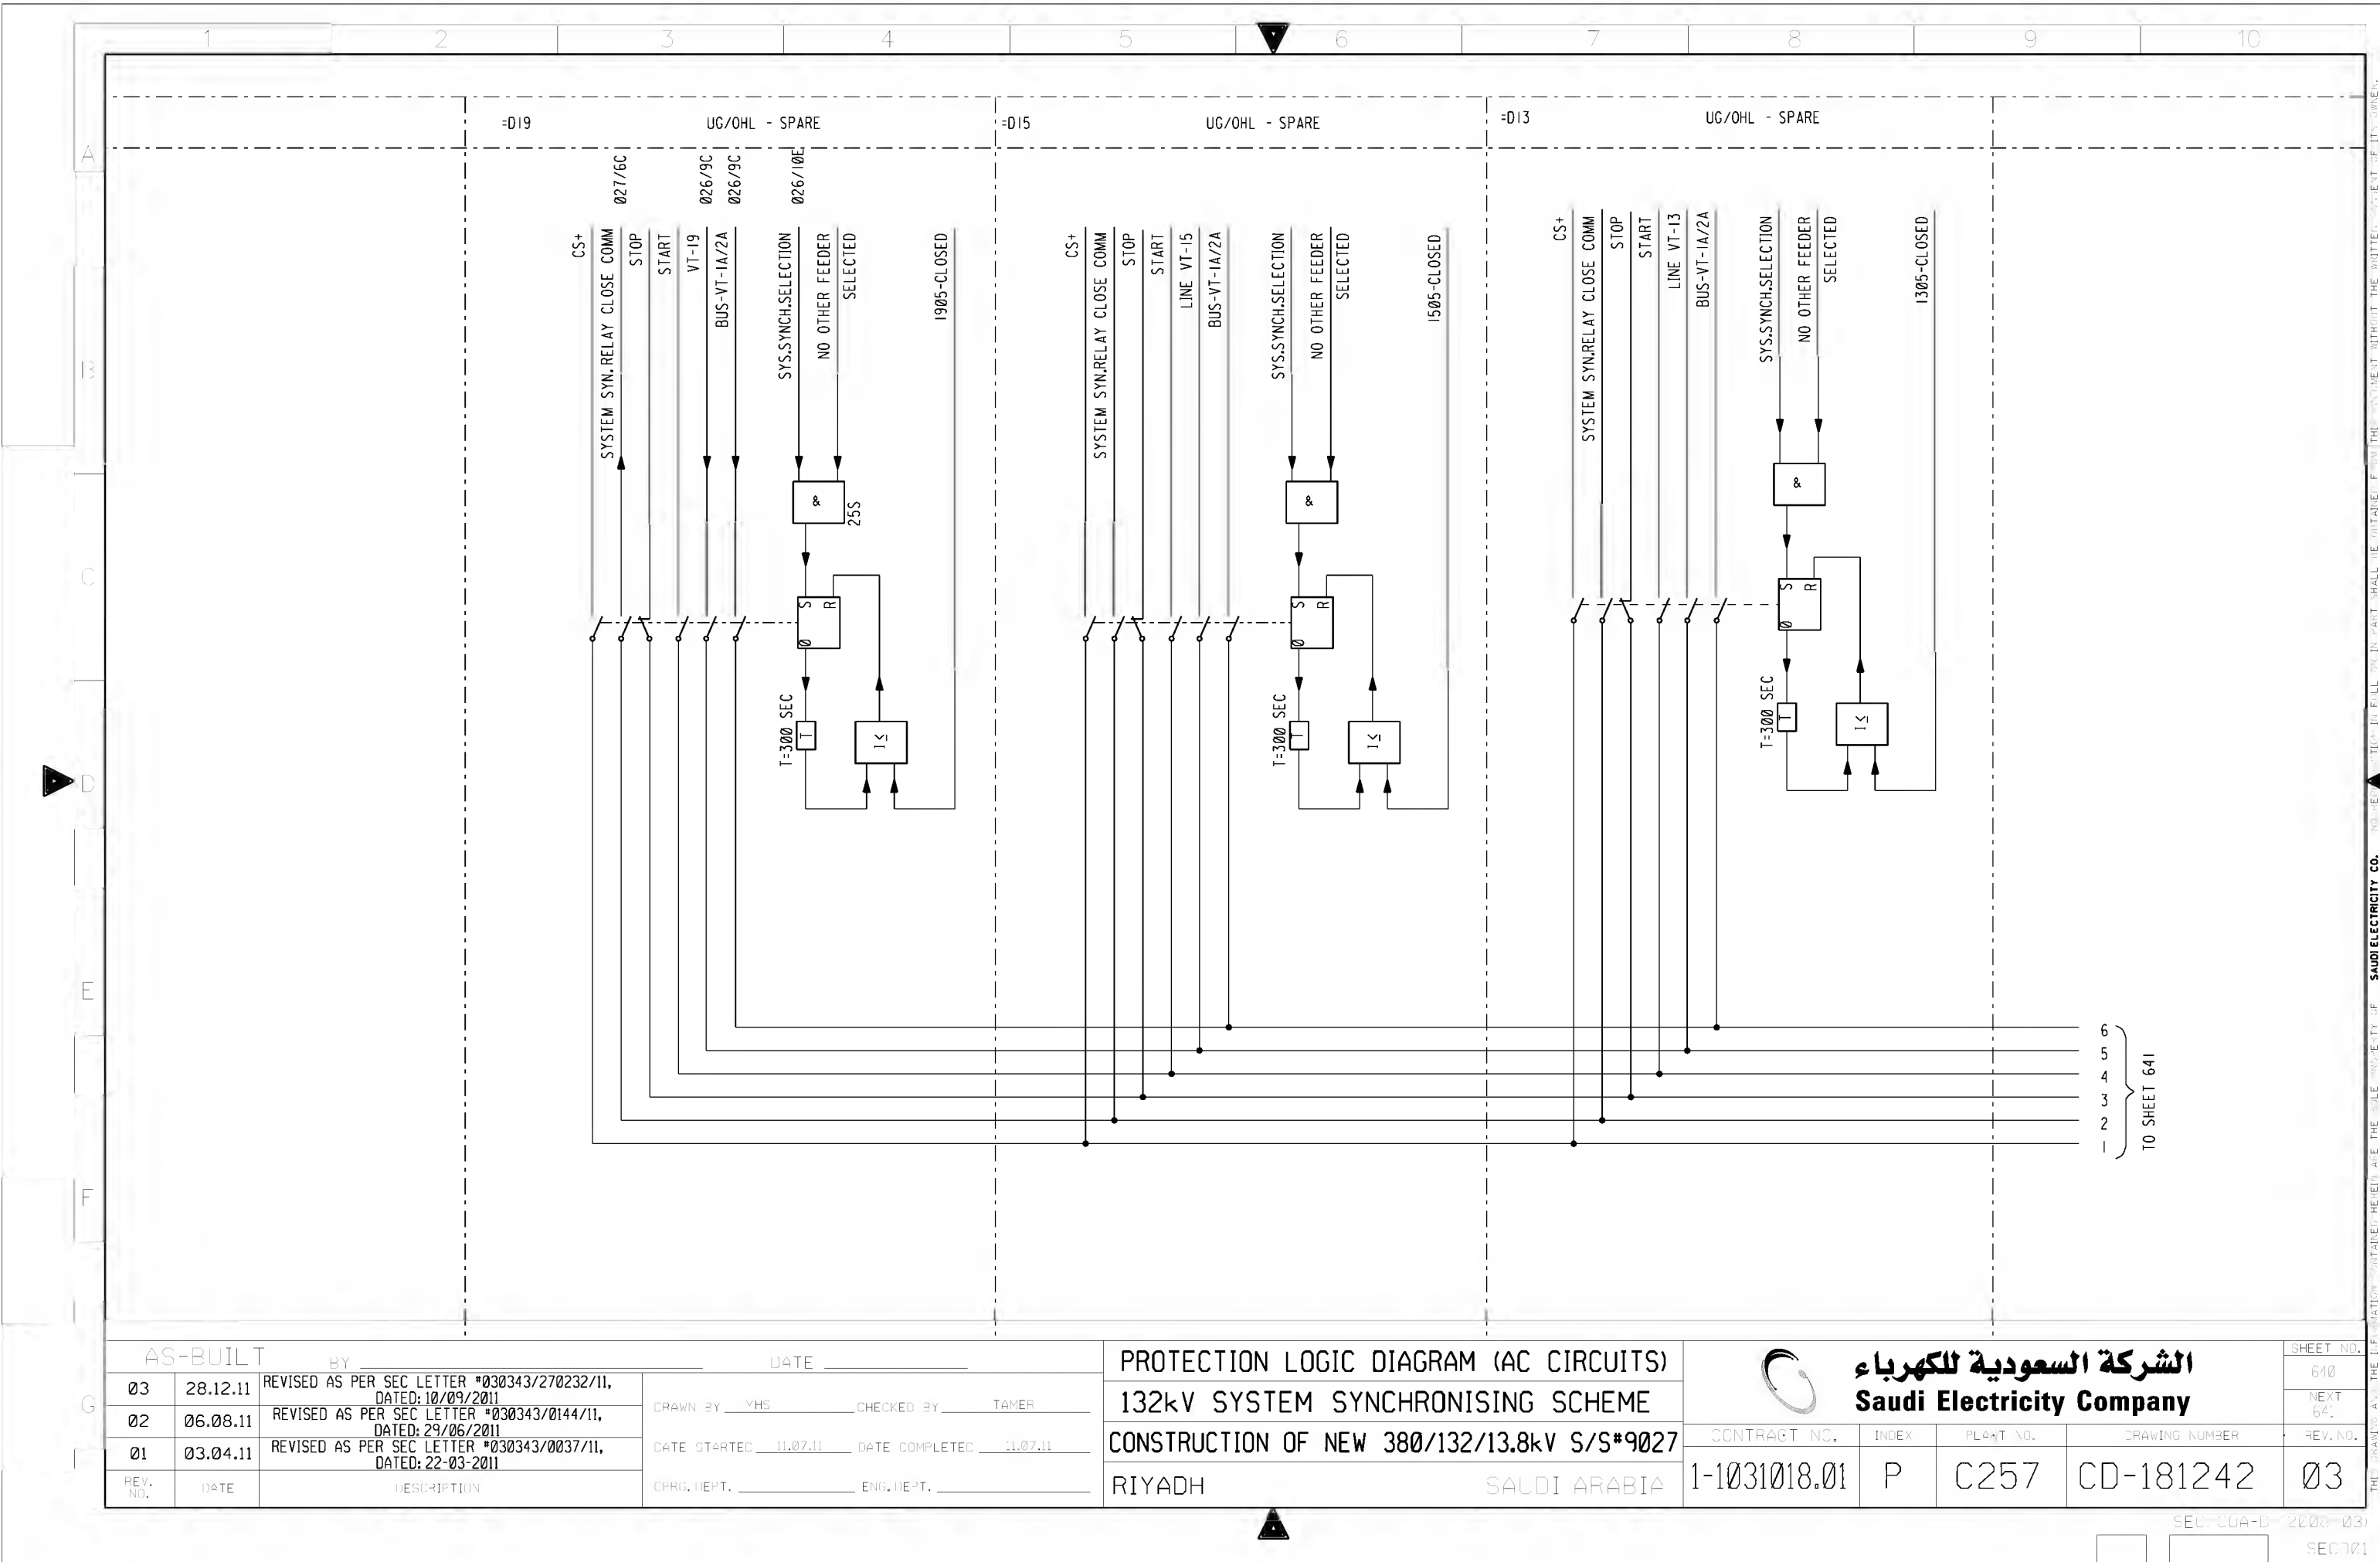 1 2 3 4 5 6 7 8 9 10
A
B
C
D
E
F
G
=D19 UG/OHL - SPARE
=D15 UG/OHL - SPARE
=D13 UG/OHL - SPARE
CS+
SYSTEM SYN.RELAY CLOSE COMM
027/6C
STOP
START
VT-19
026/9C
BUS-VT-1A/2A
026/9C
SYS.SYNCH.SELECTION
026/10E
NO OTHER FEEDER
SELECTED
1905-CLOSED
&
25S
S
R
0
T=300 SEC
T
1≤
CS+
SYSTEM SYN.RELAY CLOSE COMM
STOP
START
LINE VT-15
BUS-VT-1A/2A
SYS.SYNCH.SELECTION
NO OTHER FEEDER
SELECTED
1505-CLOSED
&
S
R
0
T=300 SEC
T
1≤
CS+
SYSTEM SYN.RELAY CLOSE COMM
STOP
START
LINE VT-13
BUS-VT-1A/2A
SYS.SYNCH.SELECTION
NO OTHER FEEDER
SELECTED
1305-CLOSED
&
S
R
0
T=300 SEC
T
1≤
6
5
4
3
2
1
TO SHEET 641
SAUDI ELECTRICITY CO.
AS-BUILT BY DATE
03 28.12.11 REVISED AS PER SEC LETTER #030343/270232/11,
DATED: 10/09/2011
02 06.08.11 REVISED AS PER SEC LETTER #030343/0144/11,
DATED: 29/06/2011
01 03.04.11 REVISED AS PER SEC LETTER #030343/0037/11,
DATED: 22-03-2011
REV. NO. DATE DESCRIPTION
DRAWN BY YHS CHECKED BY TAMER
DATE STARTED 11.07.11 DATE COMPLETED 11.07.11
OPRG. DEPT. ENG. DEPT.
PROTECTION LOGIC DIAGRAM (AC CIRCUITS)
132kV SYSTEM SYNCHRONISING SCHEME
CONSTRUCTION OF NEW 380/132/13.8kV S/S#9027
RIYADH SAUDI ARABIA
الشركة السعودية للكهرباء
Saudi Electricity Company
SHEET NO.
640
NEXT
641
CONTRACT NO. INDEX PLANT NO. DRAWING NUMBER REV. NO.
1-1031018.01 P C257 CD-181242 03